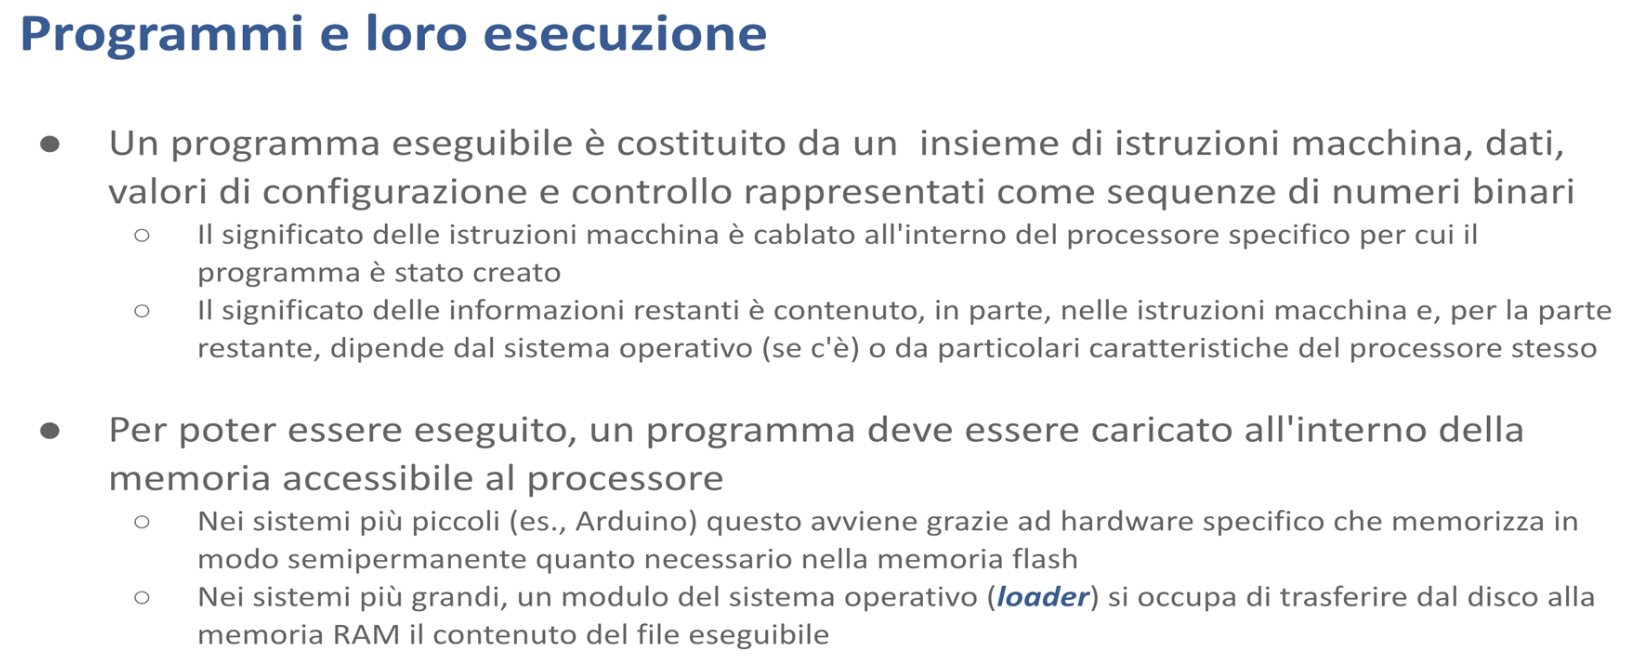 Programmi e loro esecuzione
● Un programma eseguibile è costituito da un insieme di istruzioni macchina, dati,
valori di configurazione e controllo rappresentati come sequenze di numeri binari
○ Il significato delle istruzioni macchina è cablato all'interno del processore specifico per cui il
programma è stato creato
○ Il significato delle informazioni restanti è contenuto, in parte, nelle istruzioni macchina e, per la parte
restante, dipende dal sistema operativo (se c'è) o da particolari caratteristiche del processore stesso
● Per poter essere eseguito, un programma deve essere caricato all'interno della
memoria accessibile al processore
○ Nei sistemi più piccoli (es., Arduino) questo avviene grazie ad hardware specifico che memorizza in
modo semipermanente quanto necessario nella memoria flash
○ Nei sistemi più grandi, un modulo del sistema operativo (loader) si occupa di trasferire dal disco alla
memoria RAM il contenuto del file eseguibile